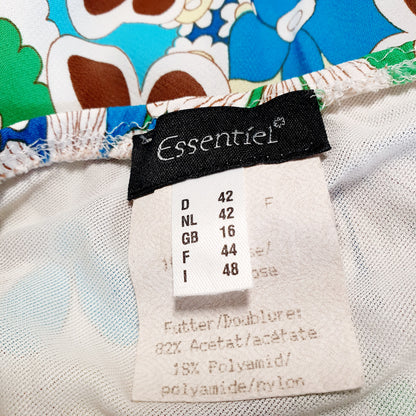 Essentiel
D 42
NL 42
GB 16
F 44
I 48
F
Futter/Doublure:
82% Acetat/acétate
18% Polyamid/
polyamide/nylon